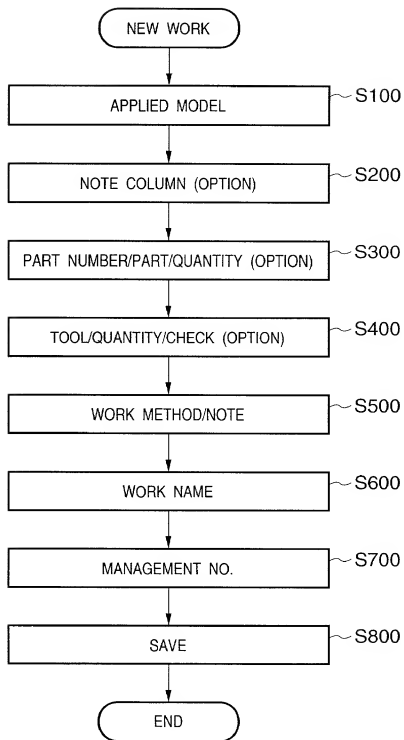 NEW WORK
APPLIED MODEL S100
NOTE COLUMN (OPTION) S200
PART NUMBER/PART/QUANTITY (OPTION) S300
TOOL/QUANTITY/CHECK (OPTION) S400
WORK METHOD/NOTE S500
WORK NAME S600
MANAGEMENT NO. S700
SAVE S800
END